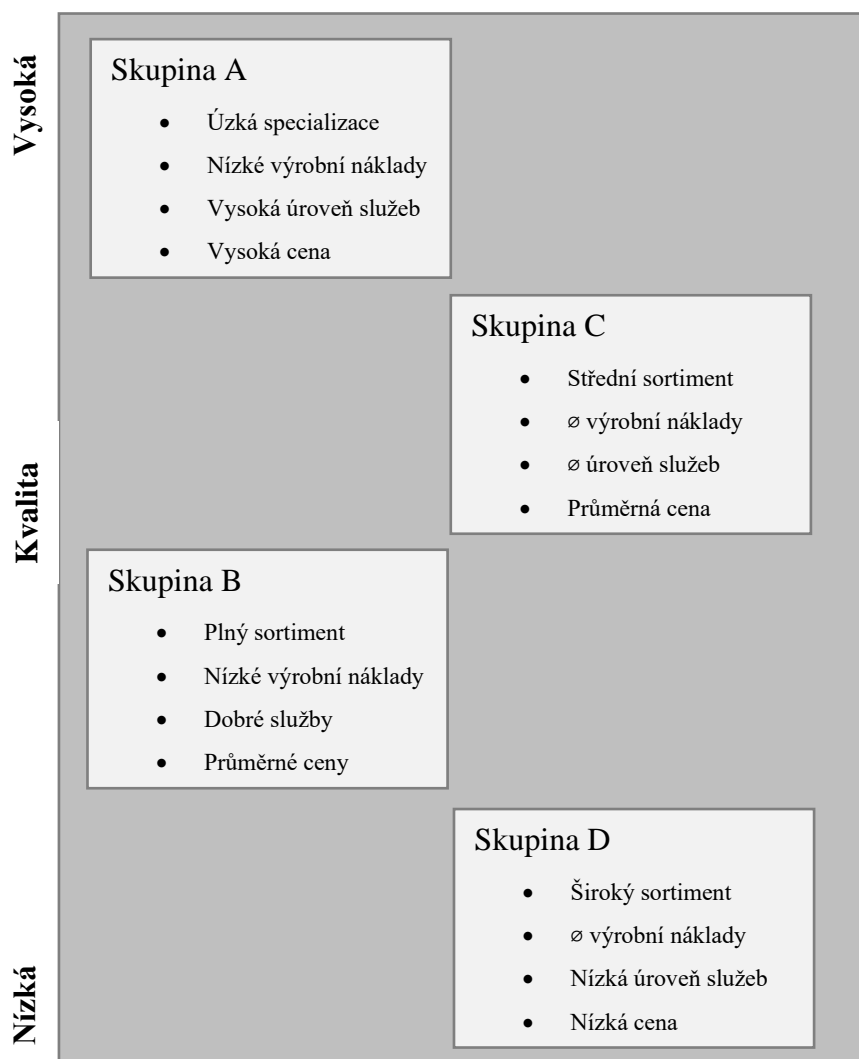 Vysoká
Skupina A
• Úzká specializace
• Nízké výrobní náklady
• Vysoká úroveň služeb
• Vysoká cena
Skupina C
• Střední sortiment
• ⌀ výrobní náklady
• ⌀ úroveň služeb
• Průměrná cena
Kvalita
Skupina B
• Plný sortiment
• Nízké výrobní náklady
• Dobré služby
• Průměrné ceny
Skupina D
• Široký sortiment
• ⌀ výrobní náklady
• Nízká úroveň služeb
• Nízká cena
Nízká